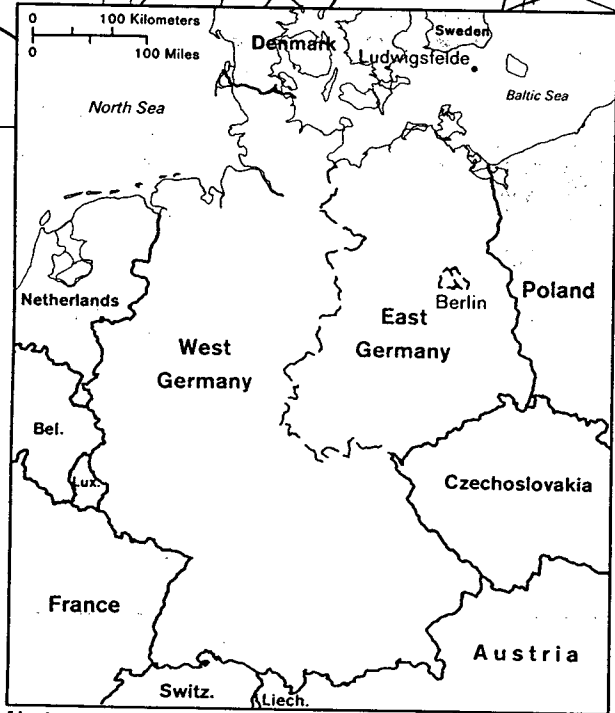 0 100 Kilometers
0 100 Miles
Denmark
Sweden
Ludwigsfelde
North Sea
Baltic Sea
Netherlands
Berlin
Poland
East
Germany
West
Germany
Bel.
Lux.
Czechoslovakia
France
Austria
Switz.
Liech.